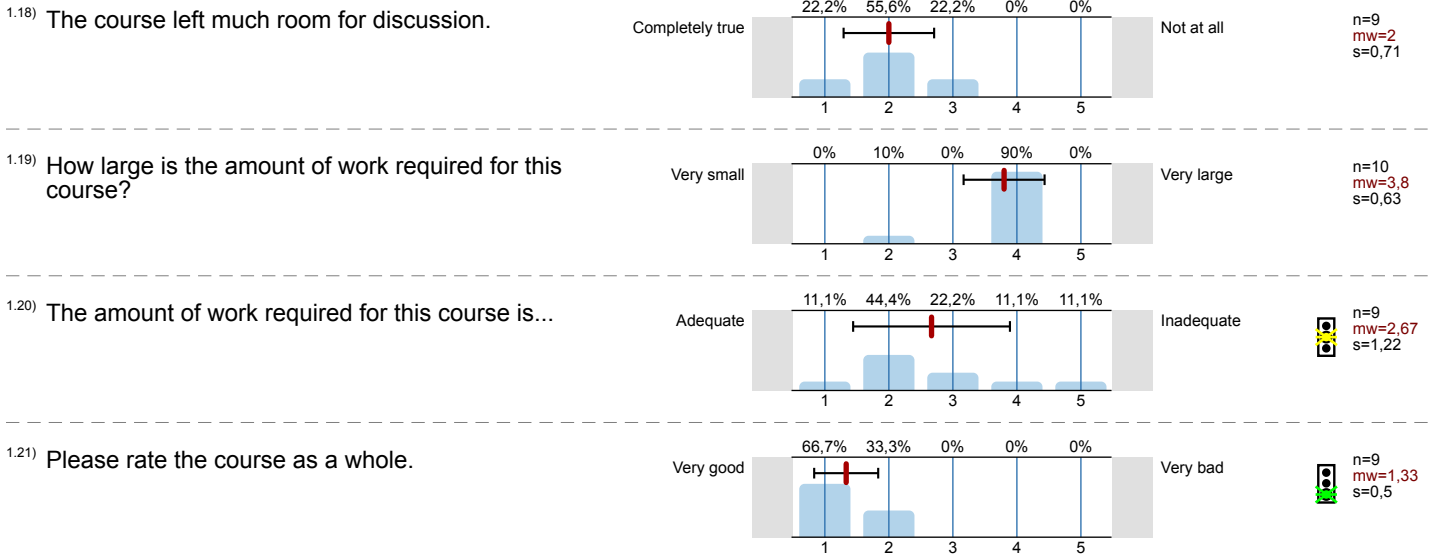 1.18) The course left much room for discussion.
22,2% 55,6% 22,2% 0% 0%
Completely true
Not at all
n=9
mw=2
s=0,71
1 2 3 4 5
1.19) How large is the amount of work required for this
course?
0% 10% 0% 90% 0%
Very small
Very large
n=10
mw=3,8
s=0,63
1 2 3 4 5
1.20) The amount of work required for this course is...
11,1% 44,4% 22,2% 11,1% 11,1%
Adequate
Inadequate
n=9
mw=2,67
s=1,22
1 2 3 4 5
1.21) Please rate the course as a whole.
66,7% 33,3% 0% 0% 0%
Very good
Very bad
n=9
mw=1,33
s=0,5
1 2 3 4 5